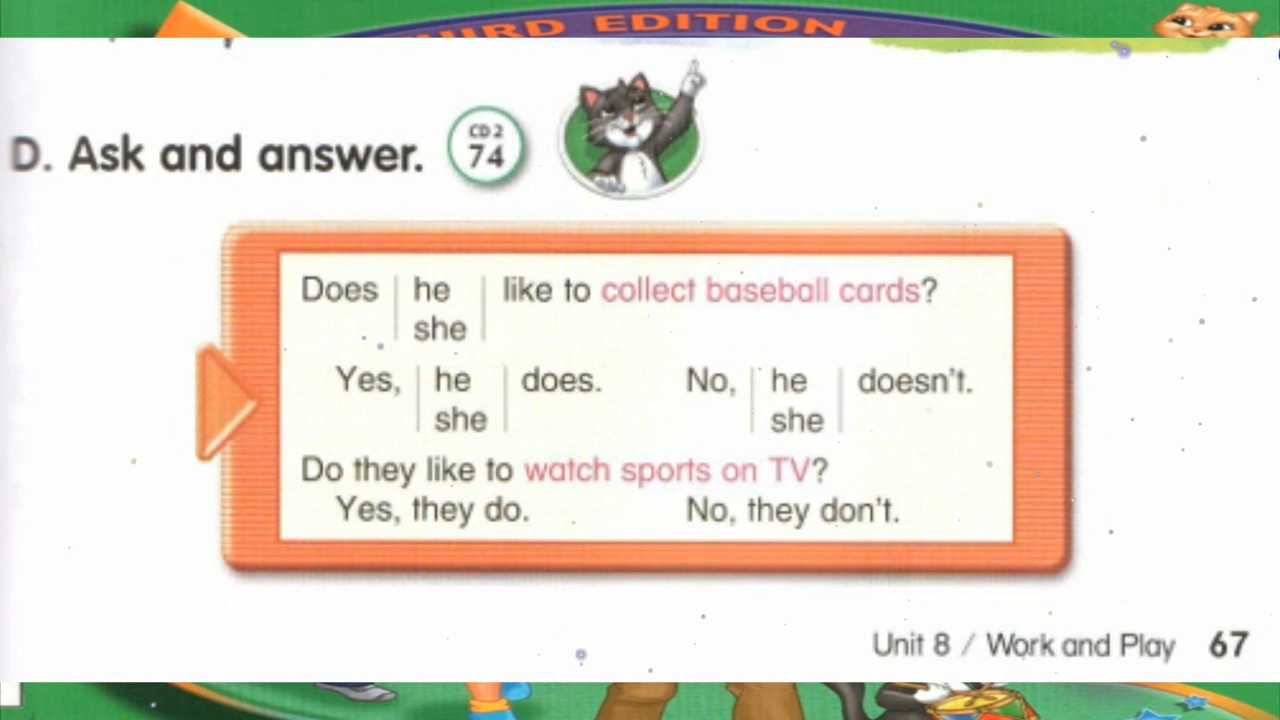 THIRD EDITION
D. Ask and answer.
CD 2
74
Does he like to collect baseball cards?
she
Yes, he does. No, he doesn't.
she she
Do they like to watch sports on TV?
Yes, they do. No, they don't.
Unit 8 / Work and Play 67